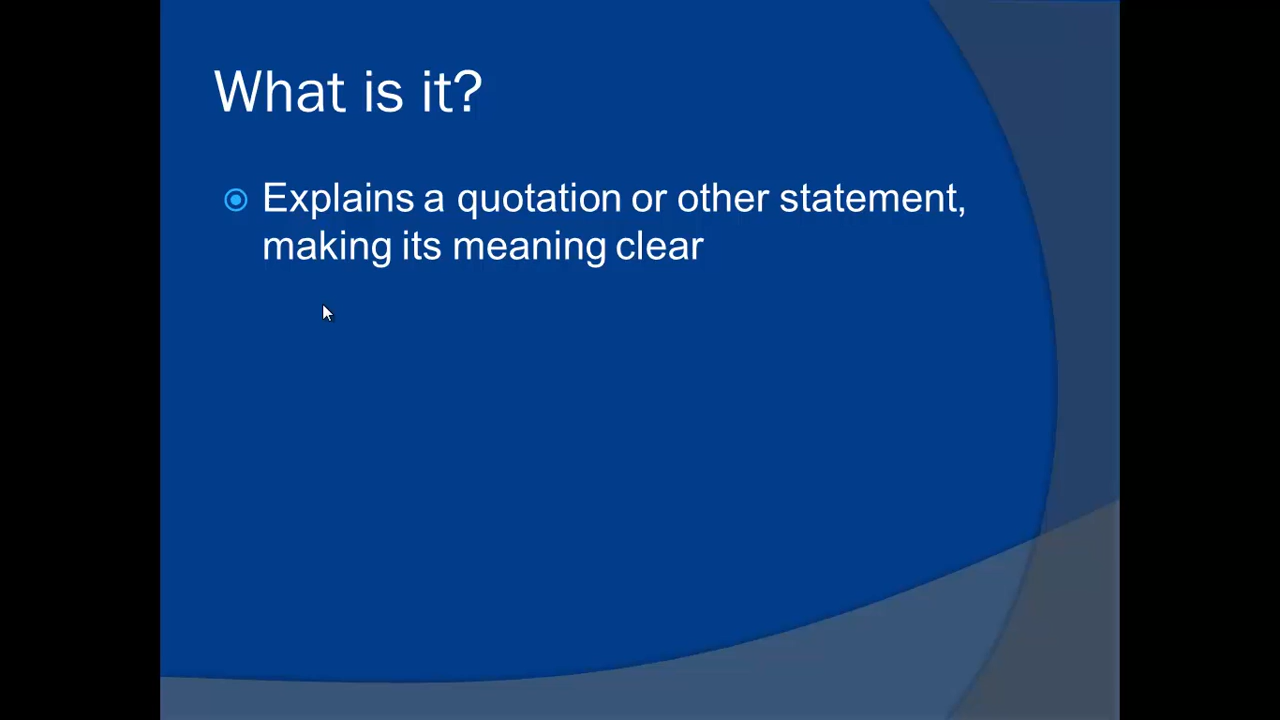 What is it?
Explains a quotation or other statement,
making its meaning clear